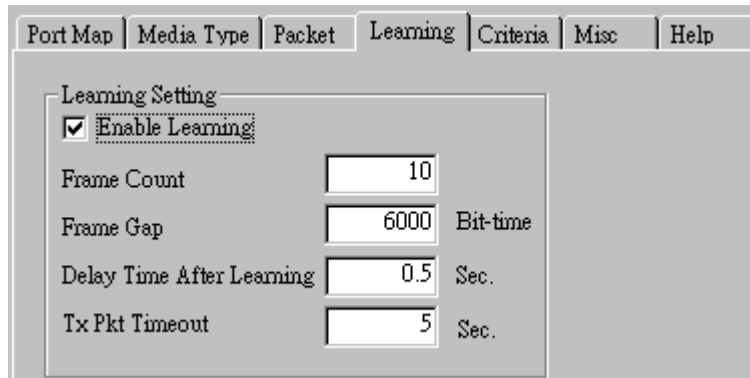 Port Map Media Type Packet Learning Criteria Misc Help
Learning Setting
Enable Learning
Frame Count 10
Frame Gap 6000 Bit-time
Delay Time After Learning 0.5 Sec.
Tx Pkt Timeout 5 Sec.